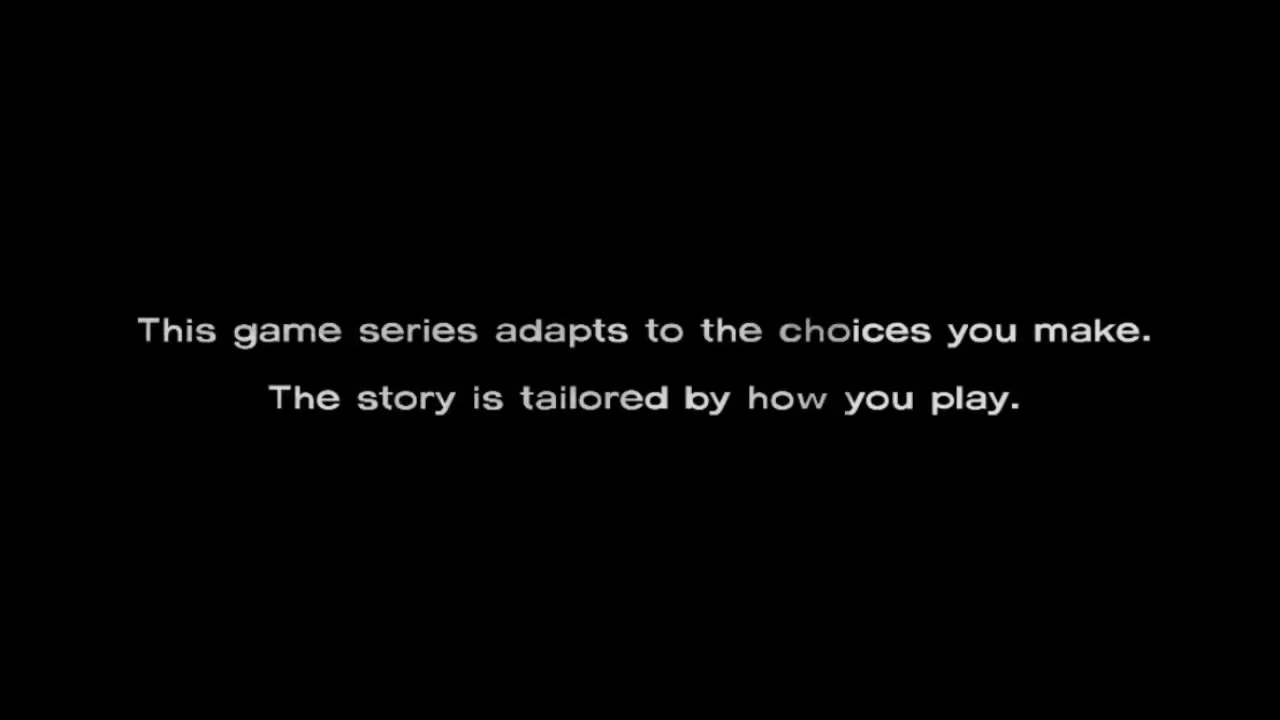 This game series adapts to the choices you make.
The story is tailored by how you play.